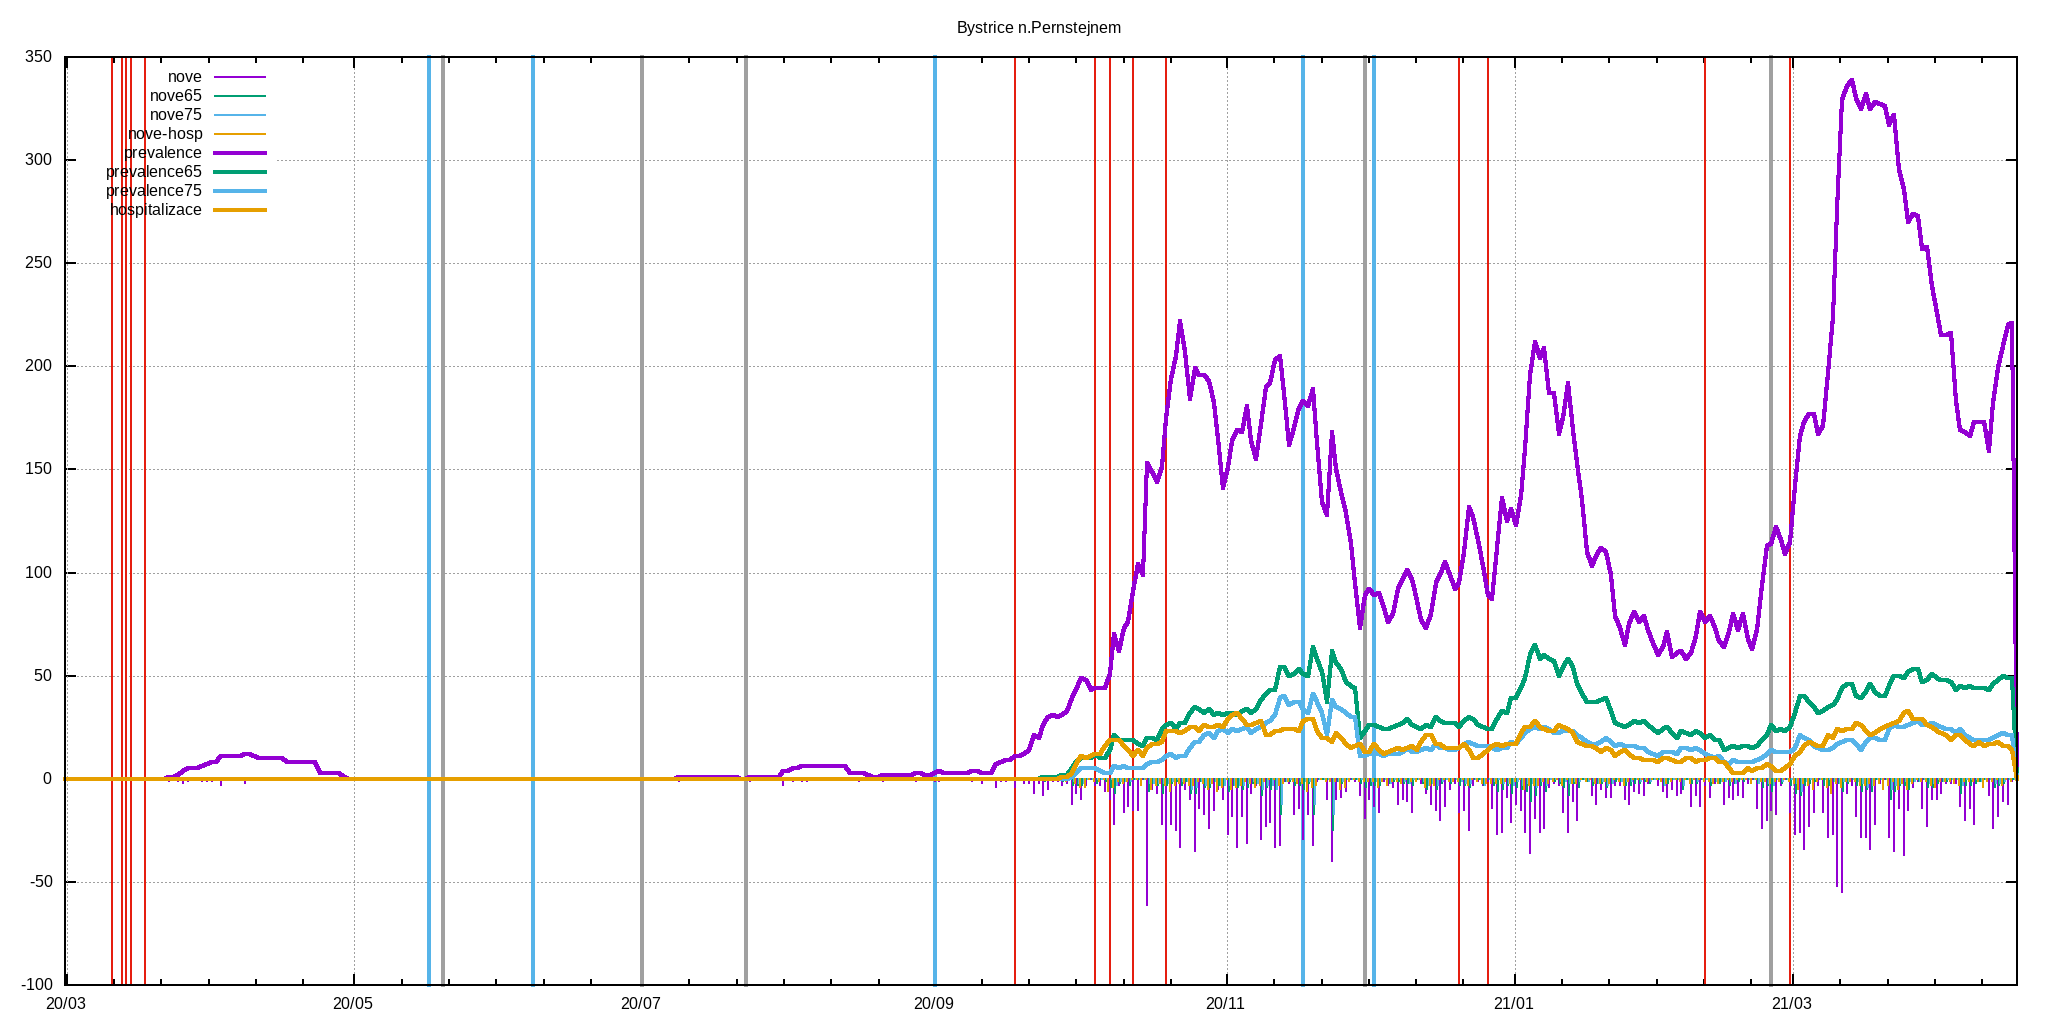 Bystrice n.Pernstejnem
350
300
250
200
150
100
50
0
-50
-100
nove
nove65
nove75
nove-hosp
prevalence
prevalence65
prevalence75
hospitalizace
20/03 20/05 20/07 20/09 20/11 21/01 21/03